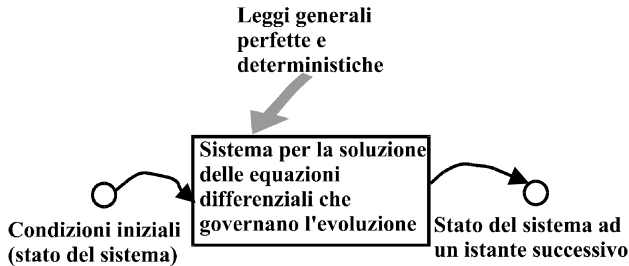 Leggi generali
perfette e
deterministiche
Sistema per la soluzione
delle equazioni
differenziali che
governano l'evoluzione
Condizioni iniziali
(stato del sistema)
Stato del sistema ad
un istante successivo